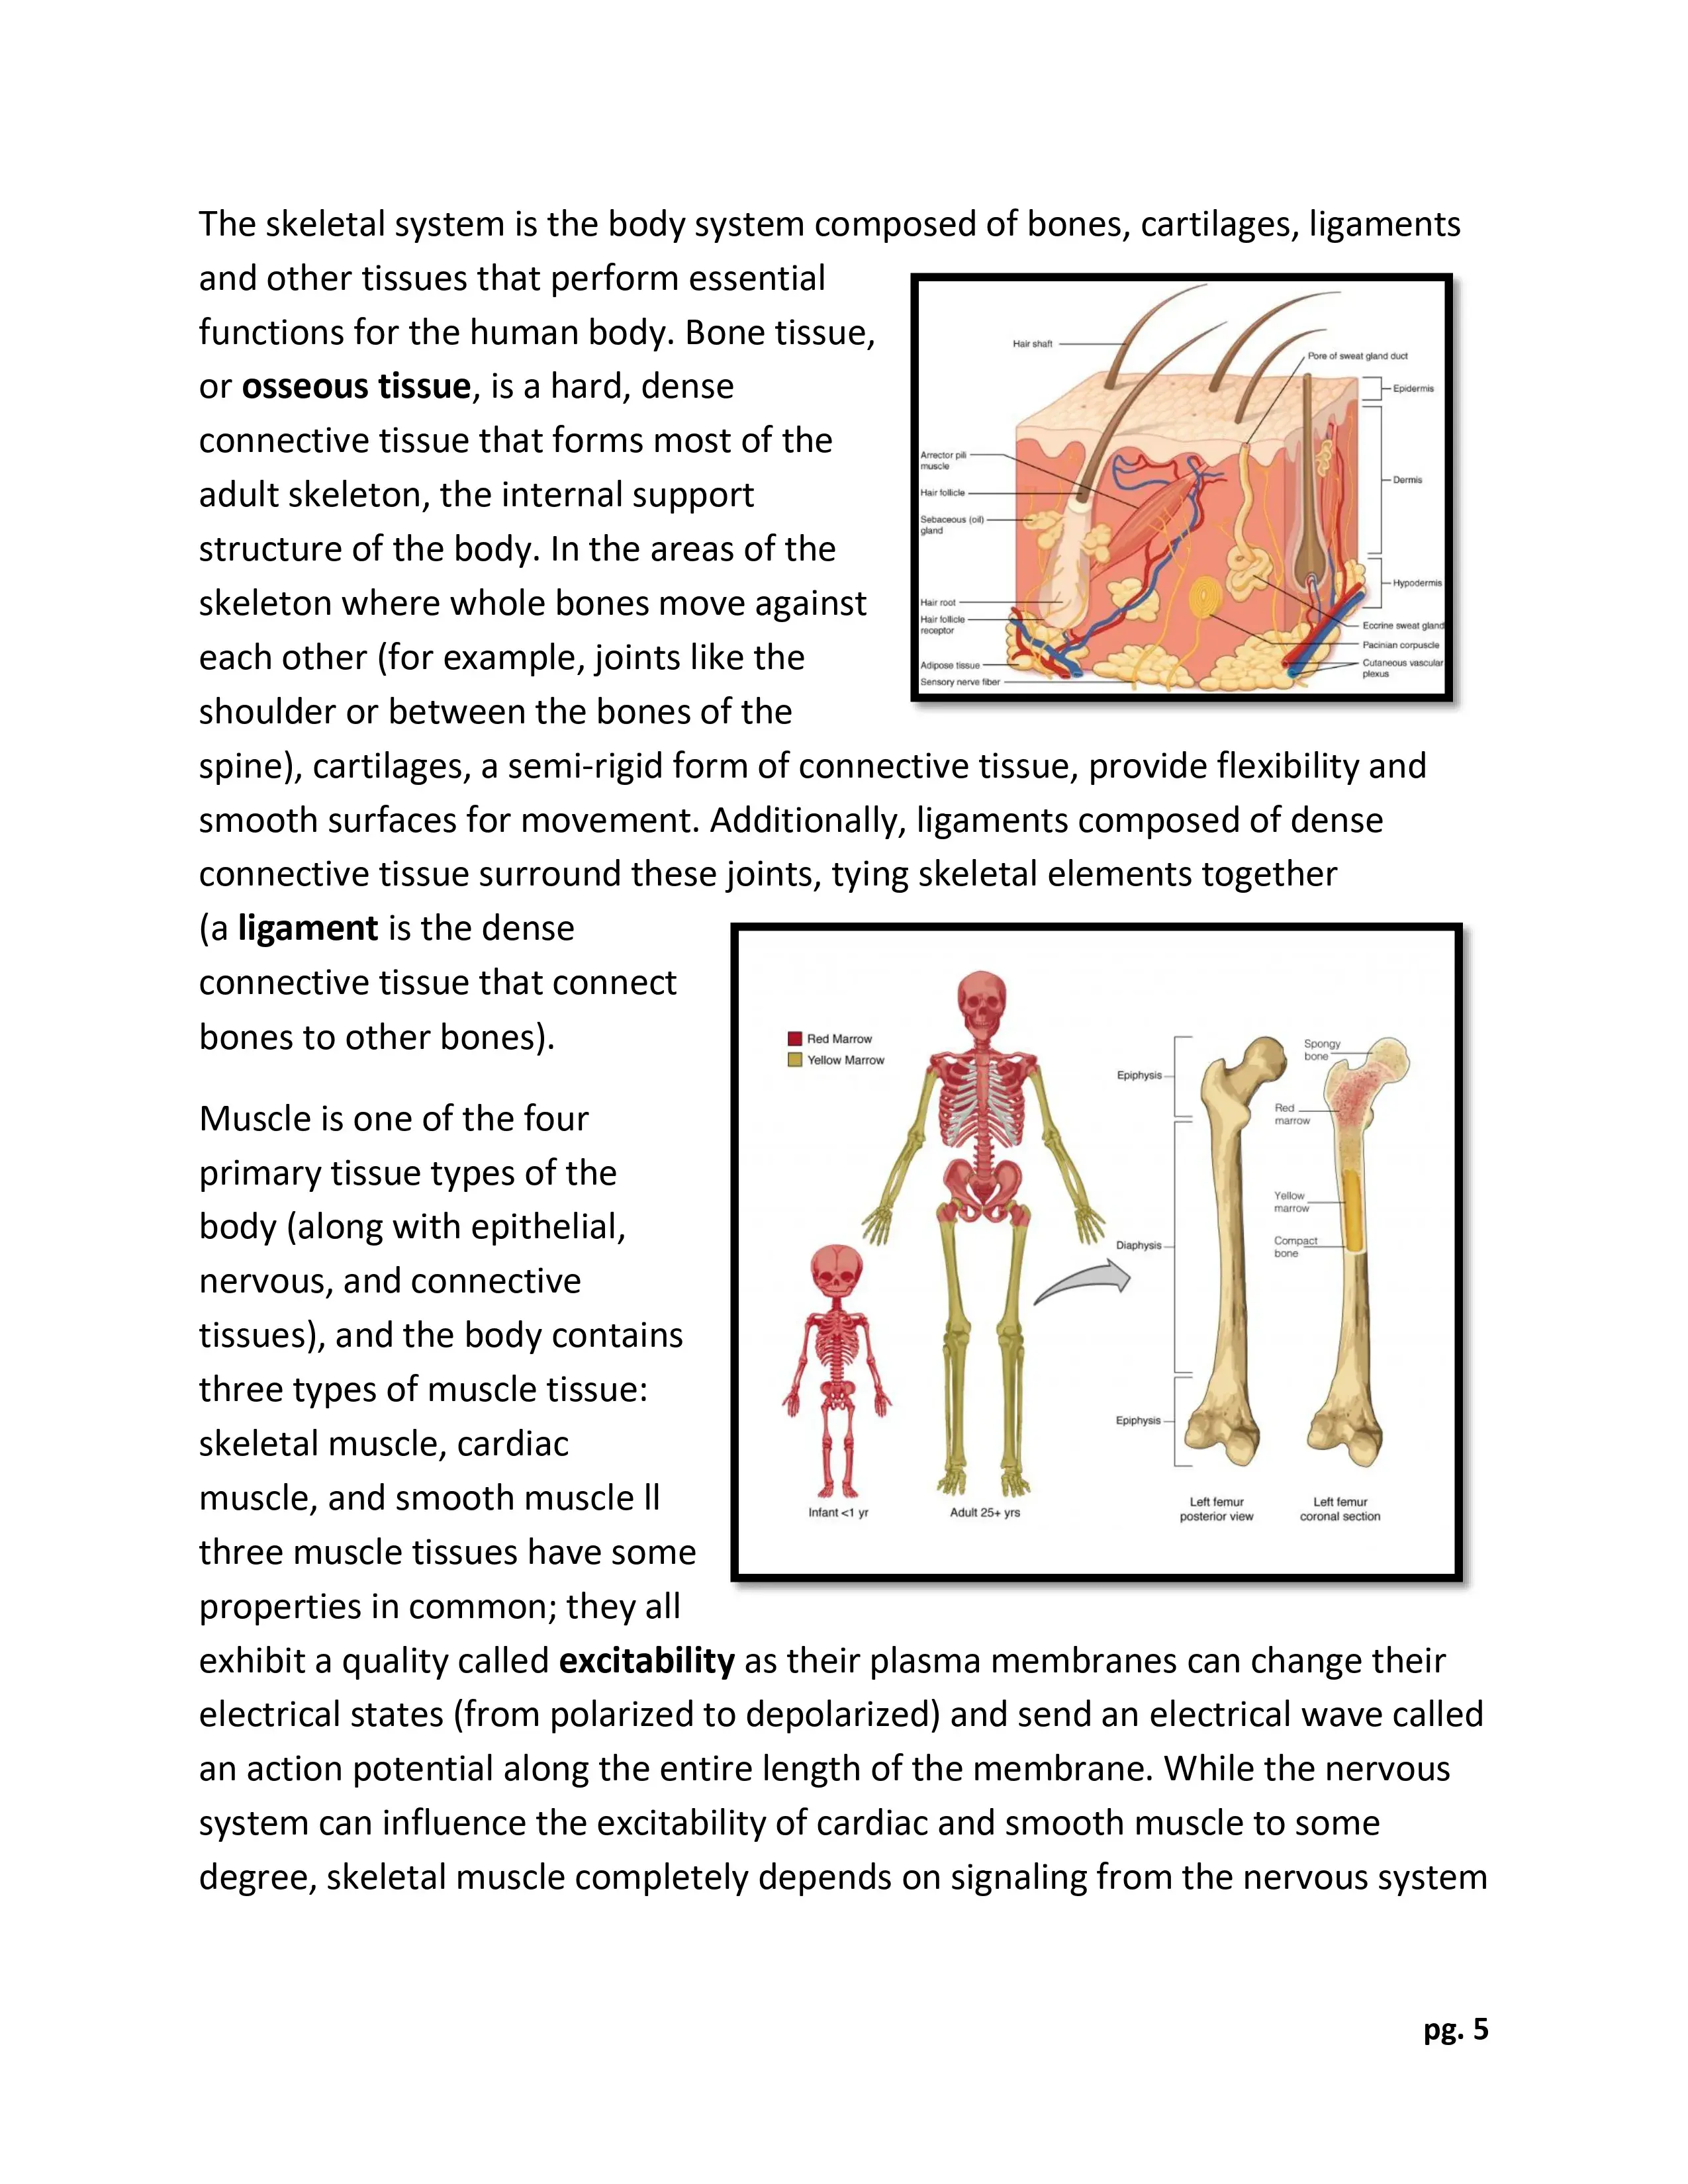 The skeletal system is the body system composed of bones, cartilages, ligaments
and other tissues that perform essential
functions for the human body. Bone tissue,
or osseous tissue, is a hard, dense
connective tissue that forms most of the
adult skeleton, the internal support
structure of the body. In the areas of the
skeleton where whole bones move against
each other (for example, joints like the
shoulder or between the bones of the
Hair shaft
Pore of sweat gland duct
Epidermis
Arrector pili
muscle
Dermis
Hair follicle
Sebaceous (oil)
gland
Hypodermis
Hair root
Hair follicle
receptor
Eccrine sweat gland
Pacinian corpuscle
Adipose tissue
Cutaneous vascular
plexus
Sensory nerve fiber
spine), cartilages, a semi-rigid form of connective tissue, provide flexibility and
smooth surfaces for movement. Additionally, ligaments composed of dense
connective tissue surround these joints, tying skeletal elements together
(a ligament is the dense
connective tissue that connect
bones to other bones).
Muscle is one of the four
primary tissue types of the
body (along with epithelial,
nervous, and connective
tissues), and the body contains
three types of muscle tissue:
skeletal muscle, cardiac
muscle, and smooth muscle ll
three muscle tissues have some
properties in common; they all
Red Marrow
Yellow Marrow
Spongy
bone
Epiphysis
Red
marrow
Yellow
marrow
Diaphysis
Compact
bone
Epiphysis
Infant <1 yr
Adult 25+ yrs
Left femur
posterior view
Left femur
coronal section
exhibit a quality called excitability as their plasma membranes can change their
electrical states (from polarized to depolarized) and send an electrical wave called
an action potential along the entire length of the membrane. While the nervous
system can influence the excitability of cardiac and smooth muscle to some
degree, skeletal muscle completely depends on signaling from the nervous system
pg. 5